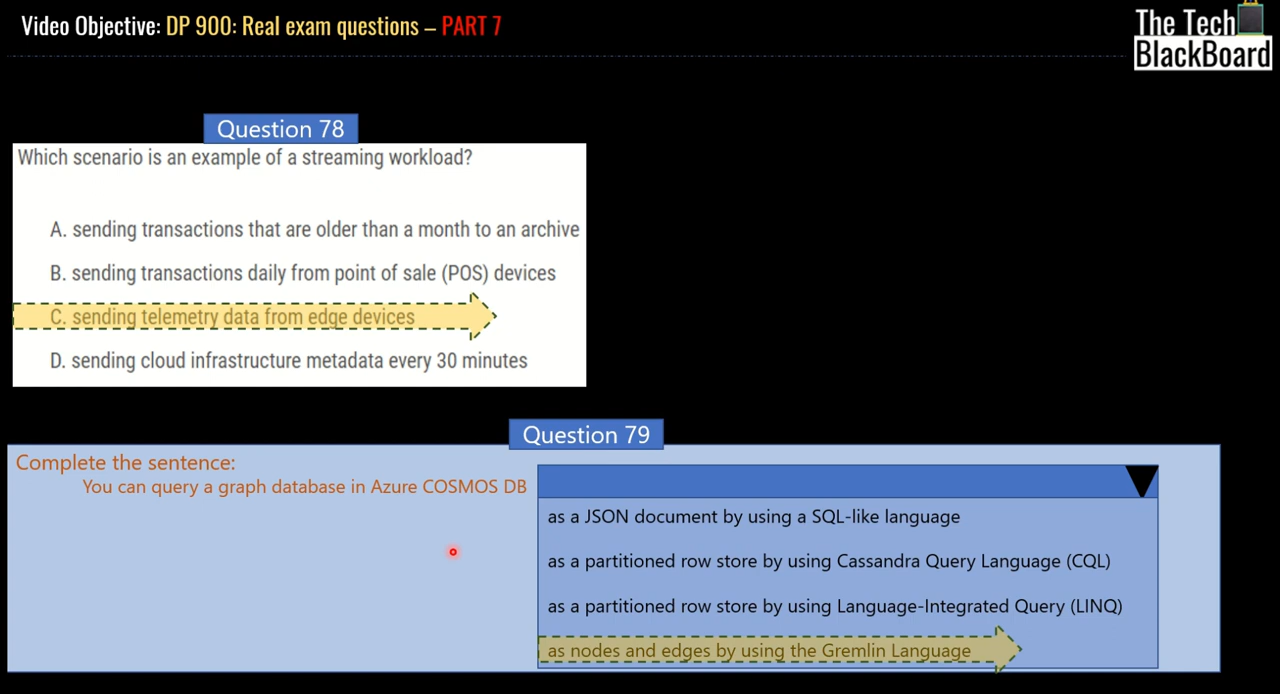 Video Objective: DP 900: Real exam questions – PART 7
The Tech
BlackBoard
Question 78
Which scenario is an example of a streaming workload?
A. sending transactions that are older than a month to an archive
B. sending transactions daily from point of sale (POS) devices
C. sending telemetry data from edge devices
D. sending cloud infrastructure metadata every 30 minutes
Question 79
Complete the sentence:
You can query a graph database in Azure COSMOS DB
as a JSON document by using a SQL-like language
as a partitioned row store by using Cassandra Query Language (CQL)
as a partitioned row store by using Language-Integrated Query (LINQ)
as nodes and edges by using the Gremlin Language